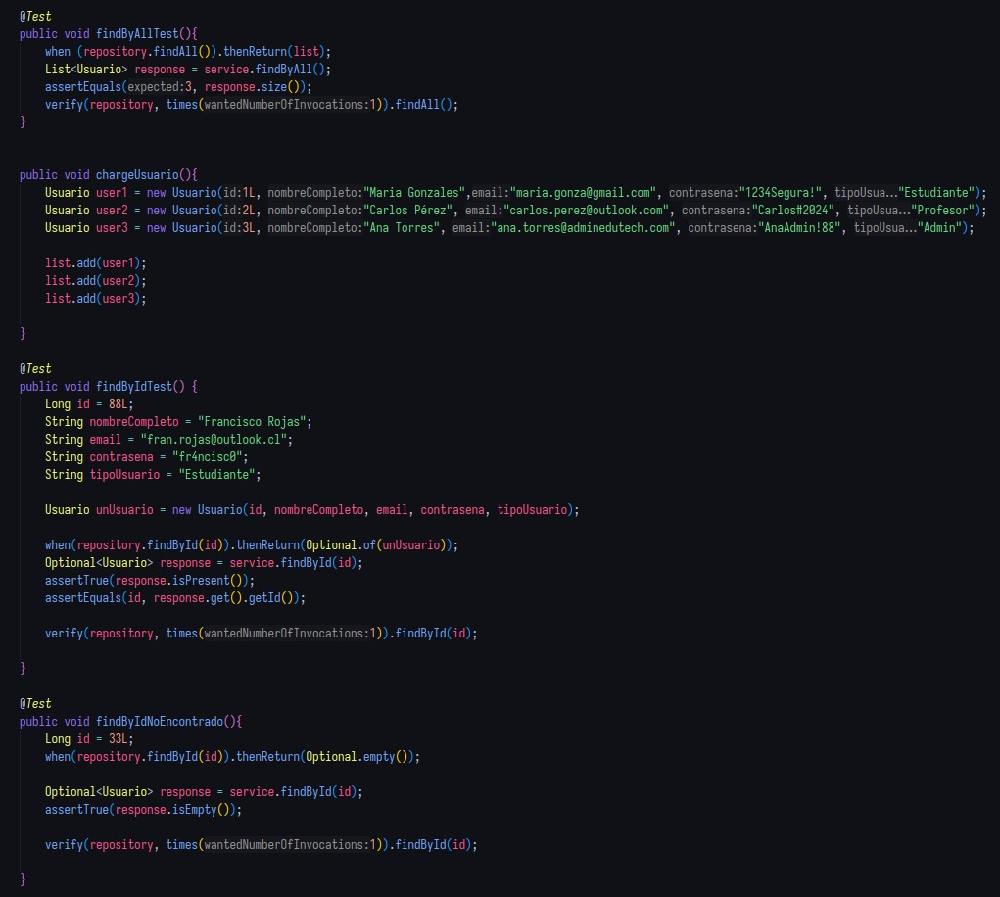 @Test
public void findByAllTest(){
    when (repository.findAll()).thenReturn(list);
    List<Usuario> response = service.findByAll();
    assertEquals(expected:3, response.size());
    verify(repository, times(wantedNumberOfInvocations:1)).findAll();
}
public void chargeUsuario(){
    Usuario user1 = new Usuario(id:1L, nombreCompleto:"Maria Gonzales",email:"maria.gonza@gmail.com", contrasena:"1234Segura!", tipoUsua..."Estudiante");
    Usuario user2 = new Usuario(id:2L, nombreCompleto:"Carlos Pérez", email:"carlos.perez@outlook.com", contrasena:"Carlos#2024", tipoUsua..."Profesor");
    Usuario user3 = new Usuario(id:3L, nombreCompleto:"Ana Torres", email:"ana.torres@adminedutech.com", contrasena:"AnaAdmin!88", tipoUsua..."Admin");
    list.add(user1);
    list.add(user2);
    list.add(user3);
}
@Test
public void findByIdTest() {
    Long id = 88L;
    String nombreCompleto = "Francisco Rojas";
    String email = "fran.rojas@outlook.cl";
    String contrasena = "fr4ncisc0";
    String tipoUsuario = "Estudiante";
    Usuario unUsuario = new Usuario(id, nombreCompleto, email, contrasena, tipoUsuario);
    when(repository.findById(id)).thenReturn(Optional.of(unUsuario));
    Optional<Usuario> response = service.findById(id);
    assertTrue(response.isPresent());
    assertEquals(id, response.get().getId());
    verify(repository, times(wantedNumberOfInvocations:1)).findById(id);
}
@Test
public void findByIdNoEncontrado(){
    Long id = 33L;
    when(repository.findById(id)).thenReturn(Optional.empty());
    Optional<Usuario> response = service.findById(id);
    assertTrue(response.isEmpty());
    verify(repository, times(wantedNumberOfInvocations:1)).findById(id);
}